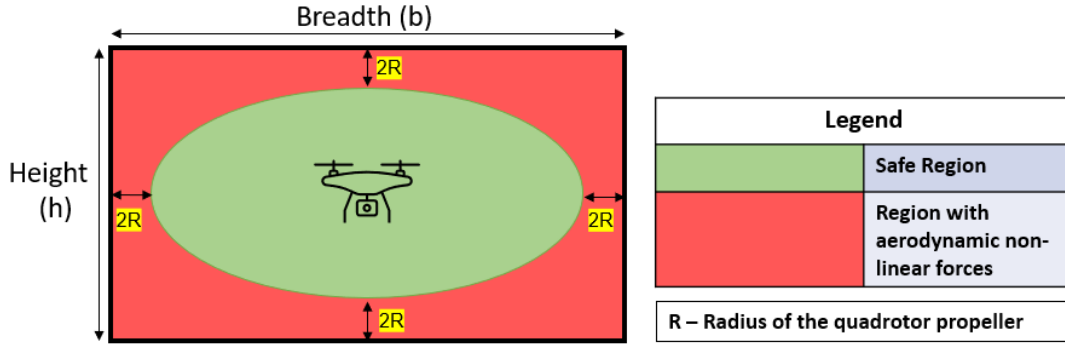 Breadth (b)
2R
Height
(h)
2R
2R
2R
Legend
Safe Region
Region with
aerodynamic non-
linear forces
R – Radius of the quadrotor propeller